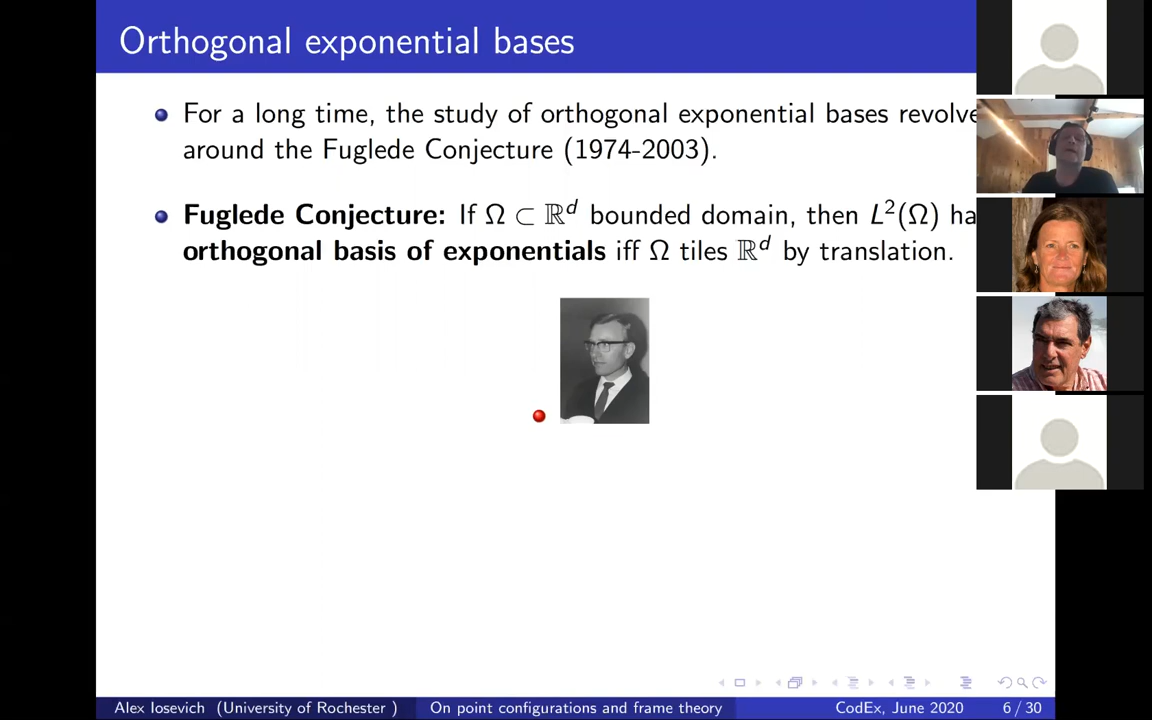 Orthogonal exponential bases
For a long time, the study of orthogonal exponential bases revolve
around the Fuglede Conjecture (1974-2003).
Fuglede Conjecture: If Ω ⊂ ℝᵈ bounded domain, then L²(Ω) ha
orthogonal basis of exponentials iff Ω tiles ℝᵈ by translation.
Alex Iosevich (University of Rochester ) On point configurations and frame theory CodEx, June 2020 6 / 30